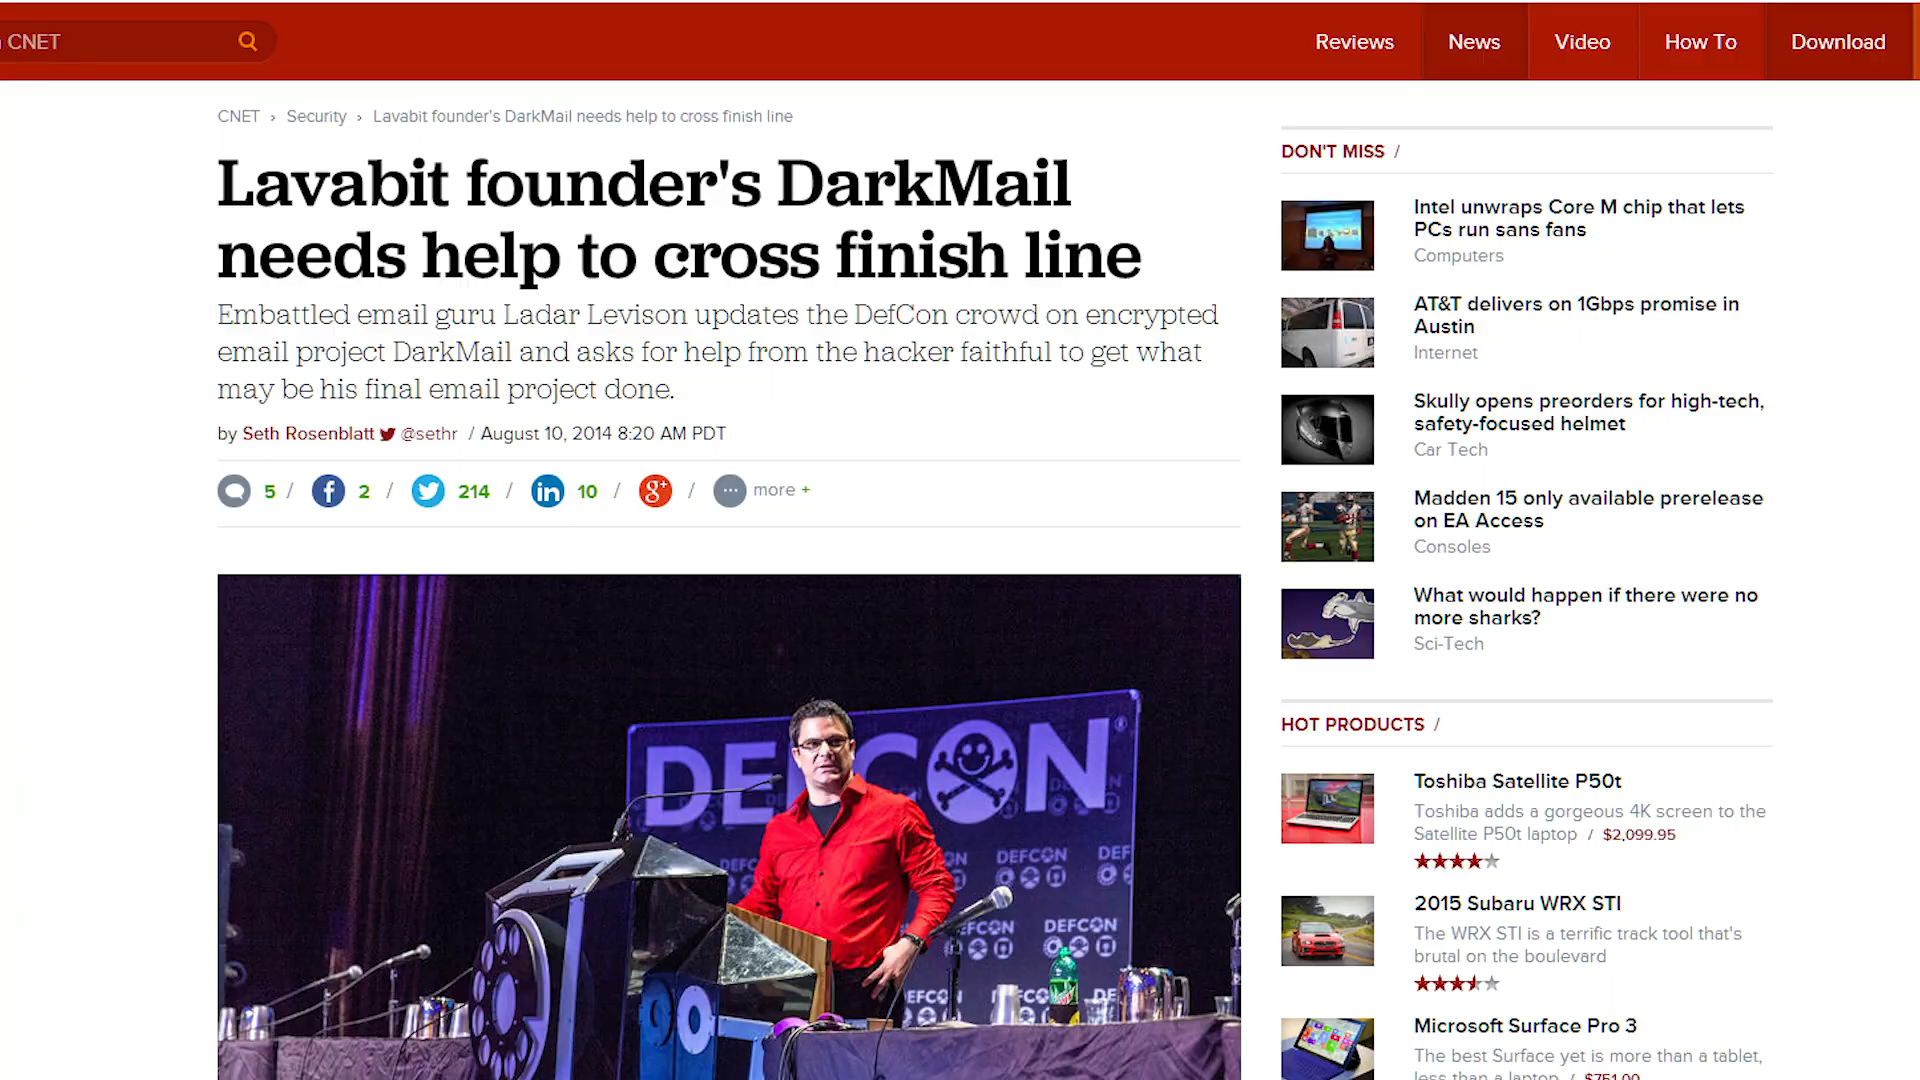 CNET
Reviews
News
Video
How To
Download
CNET › Security › Lavabit founder's DarkMail needs help to cross finish line
Lavabit founder's DarkMail
needs help to cross finish line
Embattled email guru Ladar Levison updates the DefCon crowd on encrypted
email project DarkMail and asks for help from the hacker faithful to get what
may be his final email project done.
by Seth Rosenblatt @sethr / August 10, 2014 8:20 AM PDT
5 / f 2 / 214 / in 10 / g+ / ... more +
DEFCON
DEFCON
DEFCON
DON'T MISS /
Intel unwraps Core M chip that lets
PCs run sans fans
Computers
AT&T delivers on 1Gbps promise in
Austin
Internet
Skully opens preorders for high-tech,
safety-focused helmet
Car Tech
Madden 15 only available prerelease
on EA Access
Consoles
What would happen if there were no
more sharks?
Sci-Tech
HOT PRODUCTS /
Toshiba Satellite P50t
Toshiba adds a gorgeous 4K screen to the
Satellite P50t laptop / $2,099.95
2015 Subaru WRX STI
The WRX STI is a terrific track tool that's
brutal on the boulevard
Microsoft Surface Pro 3
The best Surface yet is more than a tablet,
less than a laptop / $751.00